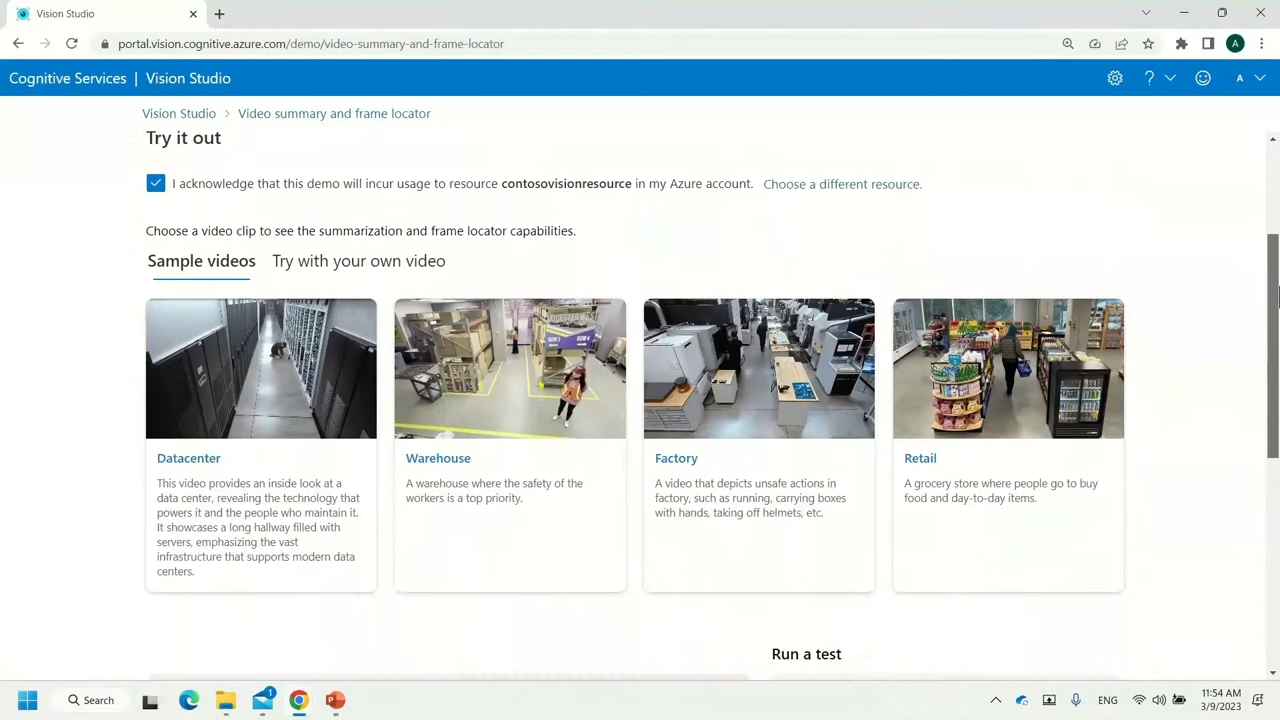 Vision Studio
portal.vision.cognitive.azure.com/demo/video-summary-and-frame-locator
A
Cognitive Services | Vision Studio
A
Vision Studio > Video summary and frame locator
Try it out
I acknowledge that this demo will incur usage to resource contosovisionresource in my Azure account. Choose a different resource.
Choose a video clip to see the summarization and frame locator capabilities.
Sample videos
Try with your own video
Datacenter
This video provides an inside look at a
data center, revealing the technology that
powers it and the people who maintain it.
It showcases a long hallway filled with
servers, emphasizing the vast
infrastructure that supports modern data
centers.
Warehouse
A warehouse where the safety of the
workers is a top priority.
Factory
A video that depicts unsafe actions in
factory, such as running, carrying boxes
with hands, taking off helmets, etc.
Retail
A grocery store where people go to buy
food and day-to-day items.
Run a test
Search
1
ENG
11:54 AM
3/9/2023